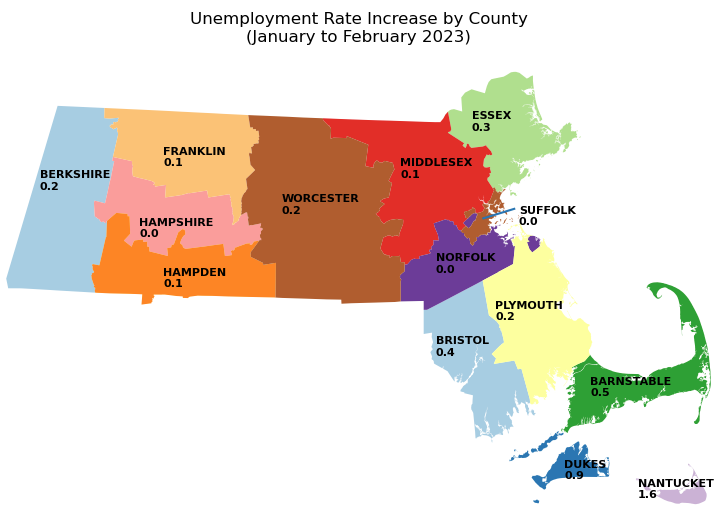 Unemployment Rate Increase by County
(January to February 2023)
ESSEX
0.3
FRANKLIN
0.1
MIDDLESEX
0.1
BERKSHIRE
0.2
WORCESTER
0.2
SUFFOLK
0.0
HAMPSHIRE
0.0
NORFOLK
0.0
HAMPDEN
0.1
PLYMOUTH
0.2
BRISTOL
0.4
BARNSTABLE
0.5
DUKES
0.9
NANTUCKET
1.6